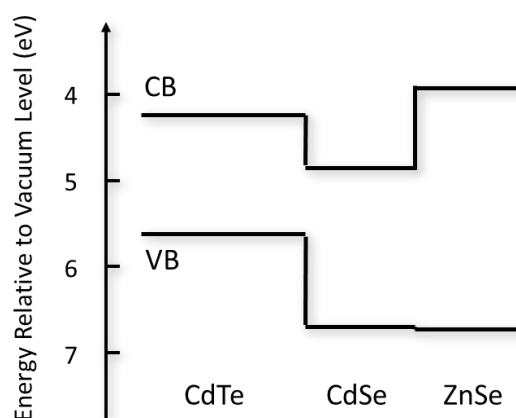 Energy Relative to Vacuum Level (eV)
4
5
6
7
CB
VB
CdTe CdSe ZnSe